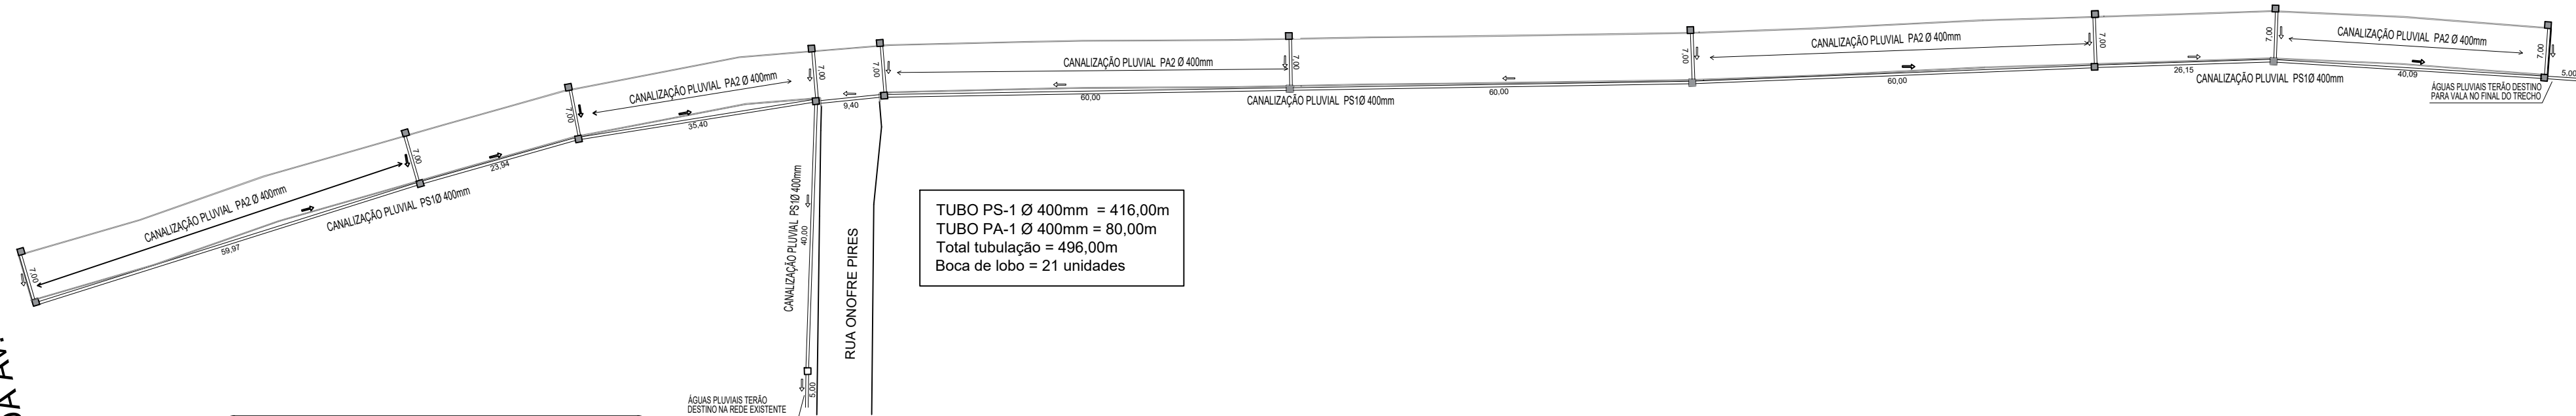 CANALIZAÇÃO PLUVIAL PA2 Ø 400mm
7,00
59,97
CANALIZAÇÃO PLUVIAL PS1Ø 400mm
7,00
23,94
7,00
CANALIZAÇÃO PLUVIAL PA2 Ø 400mm
35,40
7,00
9,40
7,00
CANALIZAÇÃO PLUVIAL PA2 Ø 400mm
60,00
7,00
CANALIZAÇÃO PLUVIAL PS1Ø 400mm
60,00
7,00
CANALIZAÇÃO PLUVIAL PA2 Ø 400mm
60,00
7,00
26,15
7,00
CANALIZAÇÃO PLUVIAL PS1Ø 400mm
CANALIZAÇÃO PLUVIAL PA2 Ø 400mm
40,09
7,00
5,00
ÁGUAS PLUVIAIS TERÃO DESTINO
PARA VALA NO FINAL DO TRECHO
CANALIZAÇÃO PLUVIAL PS1Ø 400mm
40,00
RUA ONOFRE PIRES
5,00
ÁGUAS PLUVIAIS TERÃO
DESTINO NA REDE EXISTENTE
TUBO PS-1 Ø 400mm = 416,00m
TUBO PA-1 Ø 400mm = 80,00m
Total tubulação = 496,00m
Boca de lobo = 21 unidades